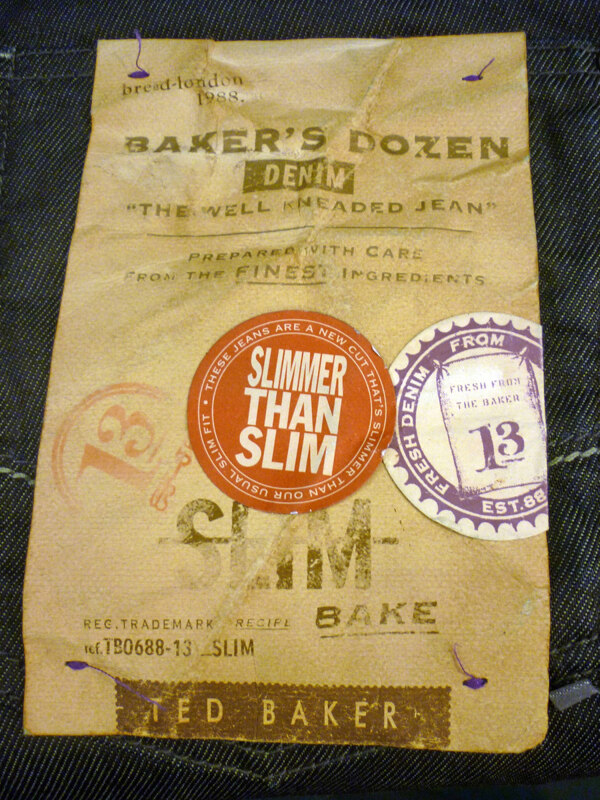 bread-london
1988.
BAKER'S DOZEN
DENIM
"THE WELL KNEADED JEAN"
PREPARED WITH CARE
FROM THE FINEST INGREDIENTS
• THESE JEANS ARE A NEW CUT THAT'S SLIMMER THAN OUR USUAL SLIM FIT
SLIMMER
THAN
SLIM
FRESH DENIM FROM
FRESH FROM
THE BAKER
13
EST.88
13
SLIM
REG.TRADEMARK RECIPE BAKE
ref.TB0688-13 SLIM
TED BAKER